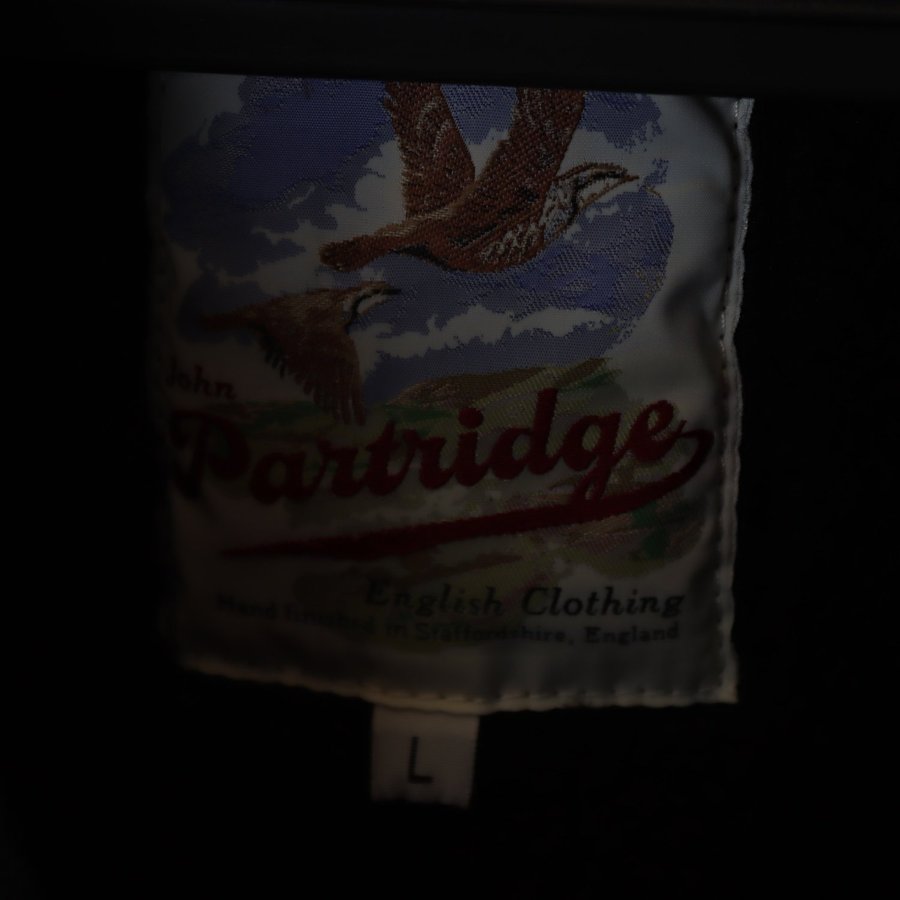 John
Partridge
English Clothing
Hand finished in Staffordshire, England
L